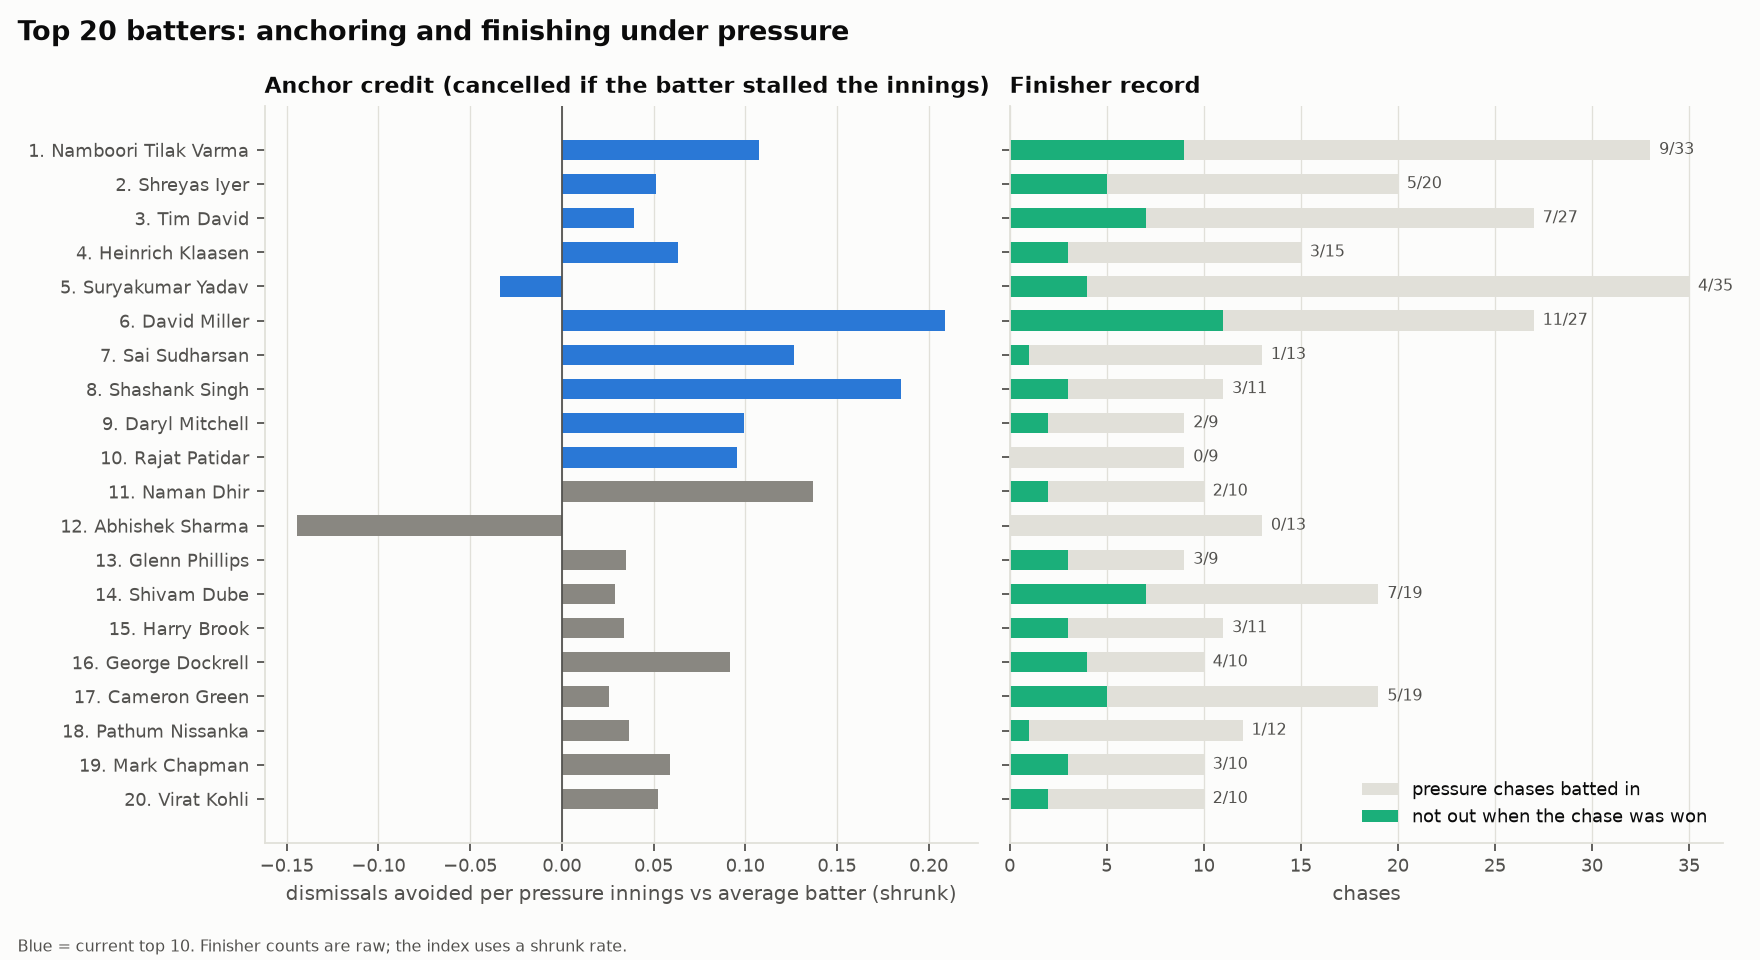 Top 20 batters: anchoring and finishing under pressure
Anchor credit (cancelled if the batter stalled the innings)
Finisher record
1. Namboori Tilak Varma
9/33
2. Shreyas Iyer
5/20
3. Tim David
7/27
4. Heinrich Klaasen
3/15
5. Suryakumar Yadav
4/35
6. David Miller
11/27
7. Sai Sudharsan
1/13
8. Shashank Singh
3/11
9. Daryl Mitchell
2/9
10. Rajat Patidar
0/9
11. Naman Dhir
2/10
12. Abhishek Sharma
0/13
13. Glenn Phillips
3/9
14. Shivam Dube
7/19
15. Harry Brook
3/11
16. George Dockrell
4/10
17. Cameron Green
5/19
18. Pathum Nissanka
1/12
19. Mark Chapman
3/10
20. Virat Kohli
2/10
pressure chases batted in
not out when the chase was won
−0.15 −0.10 −0.05 0.00 0.05 0.10 0.15 0.20
0 5 10 15 20 25 30 35
dismissals avoided per pressure innings vs average batter (shrunk)
chases
Blue = current top 10. Finisher counts are raw; the index uses a shrunk rate.